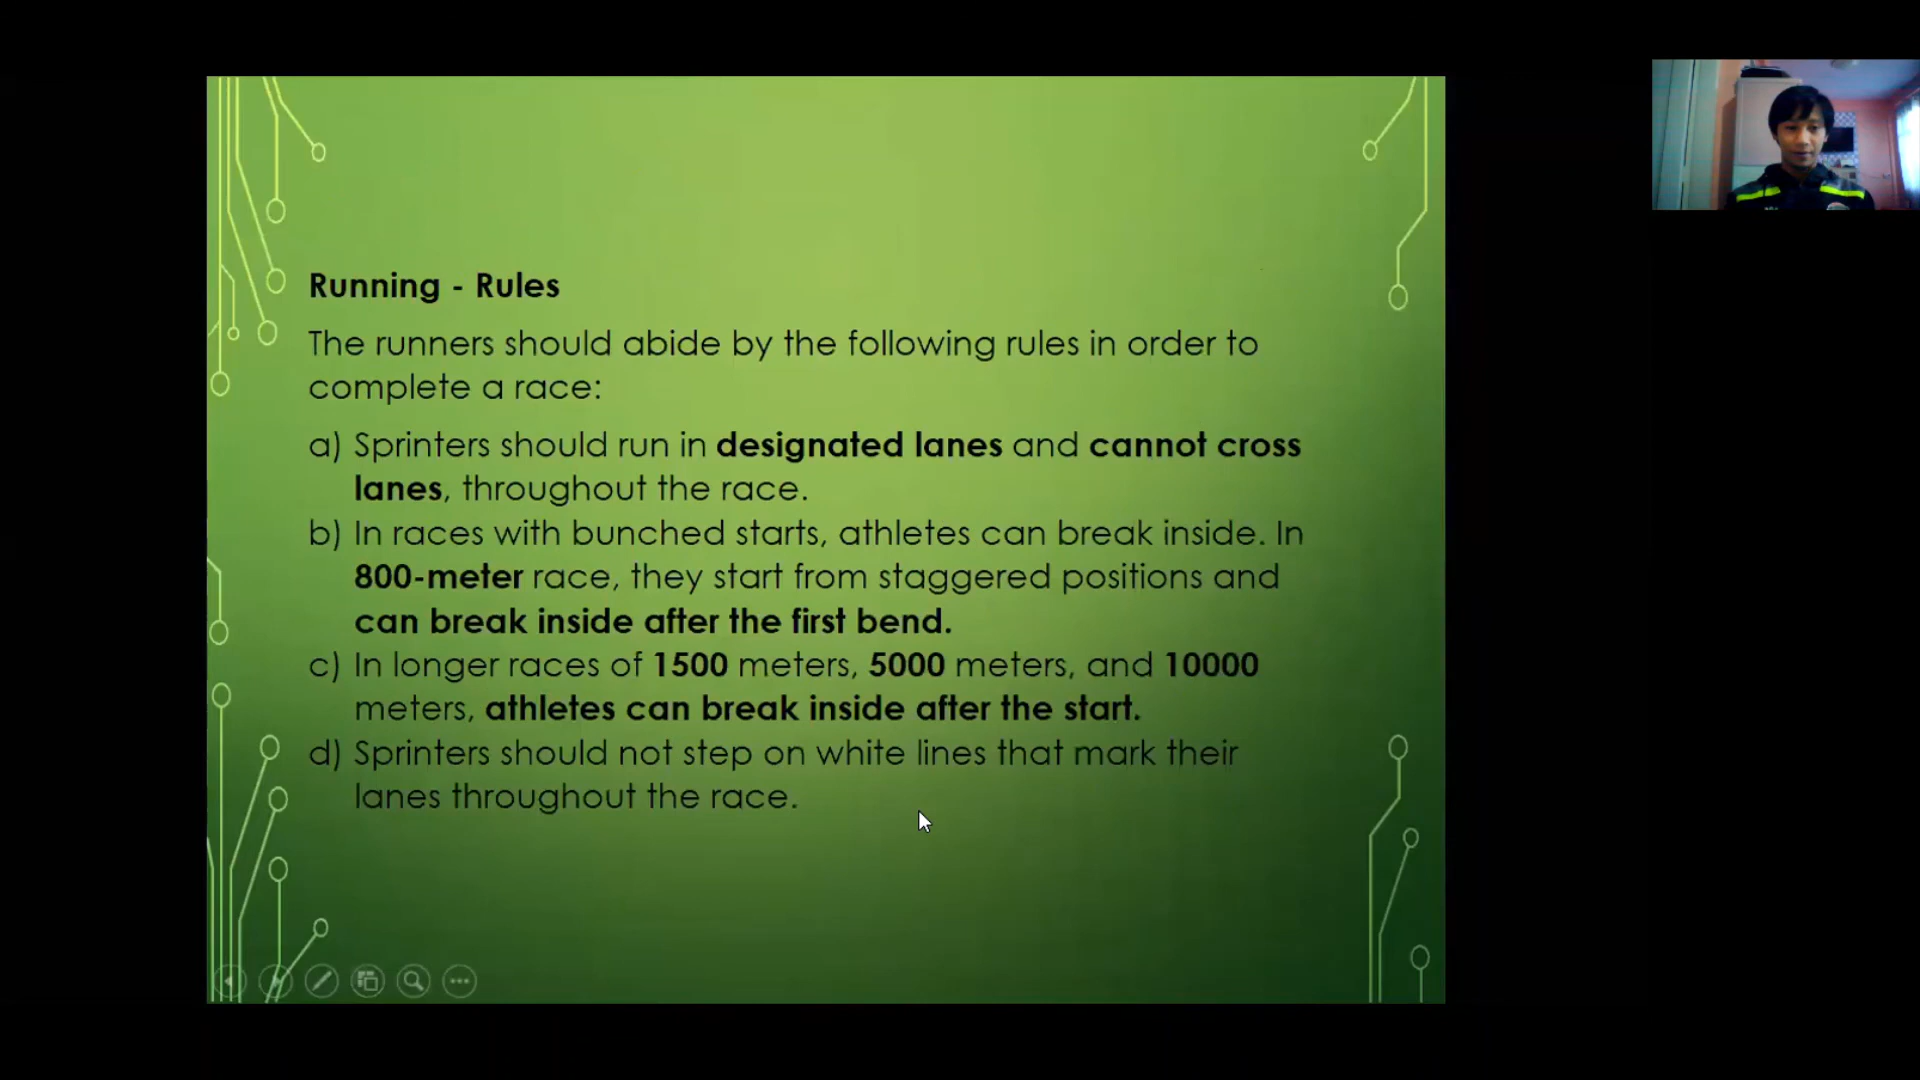 Running - Rules
The runners should abide by the following rules in order to
complete a race:
a) Sprinters should run in designated lanes and cannot cross
lanes, throughout the race.
b) In races with bunched starts, athletes can break inside. In
800-meter race, they start from staggered positions and
can break inside after the first bend.
c) In longer races of 1500 meters, 5000 meters, and 10000
meters, athletes can break inside after the start.
d) Sprinters should not step on white lines that mark their
lanes throughout the race.